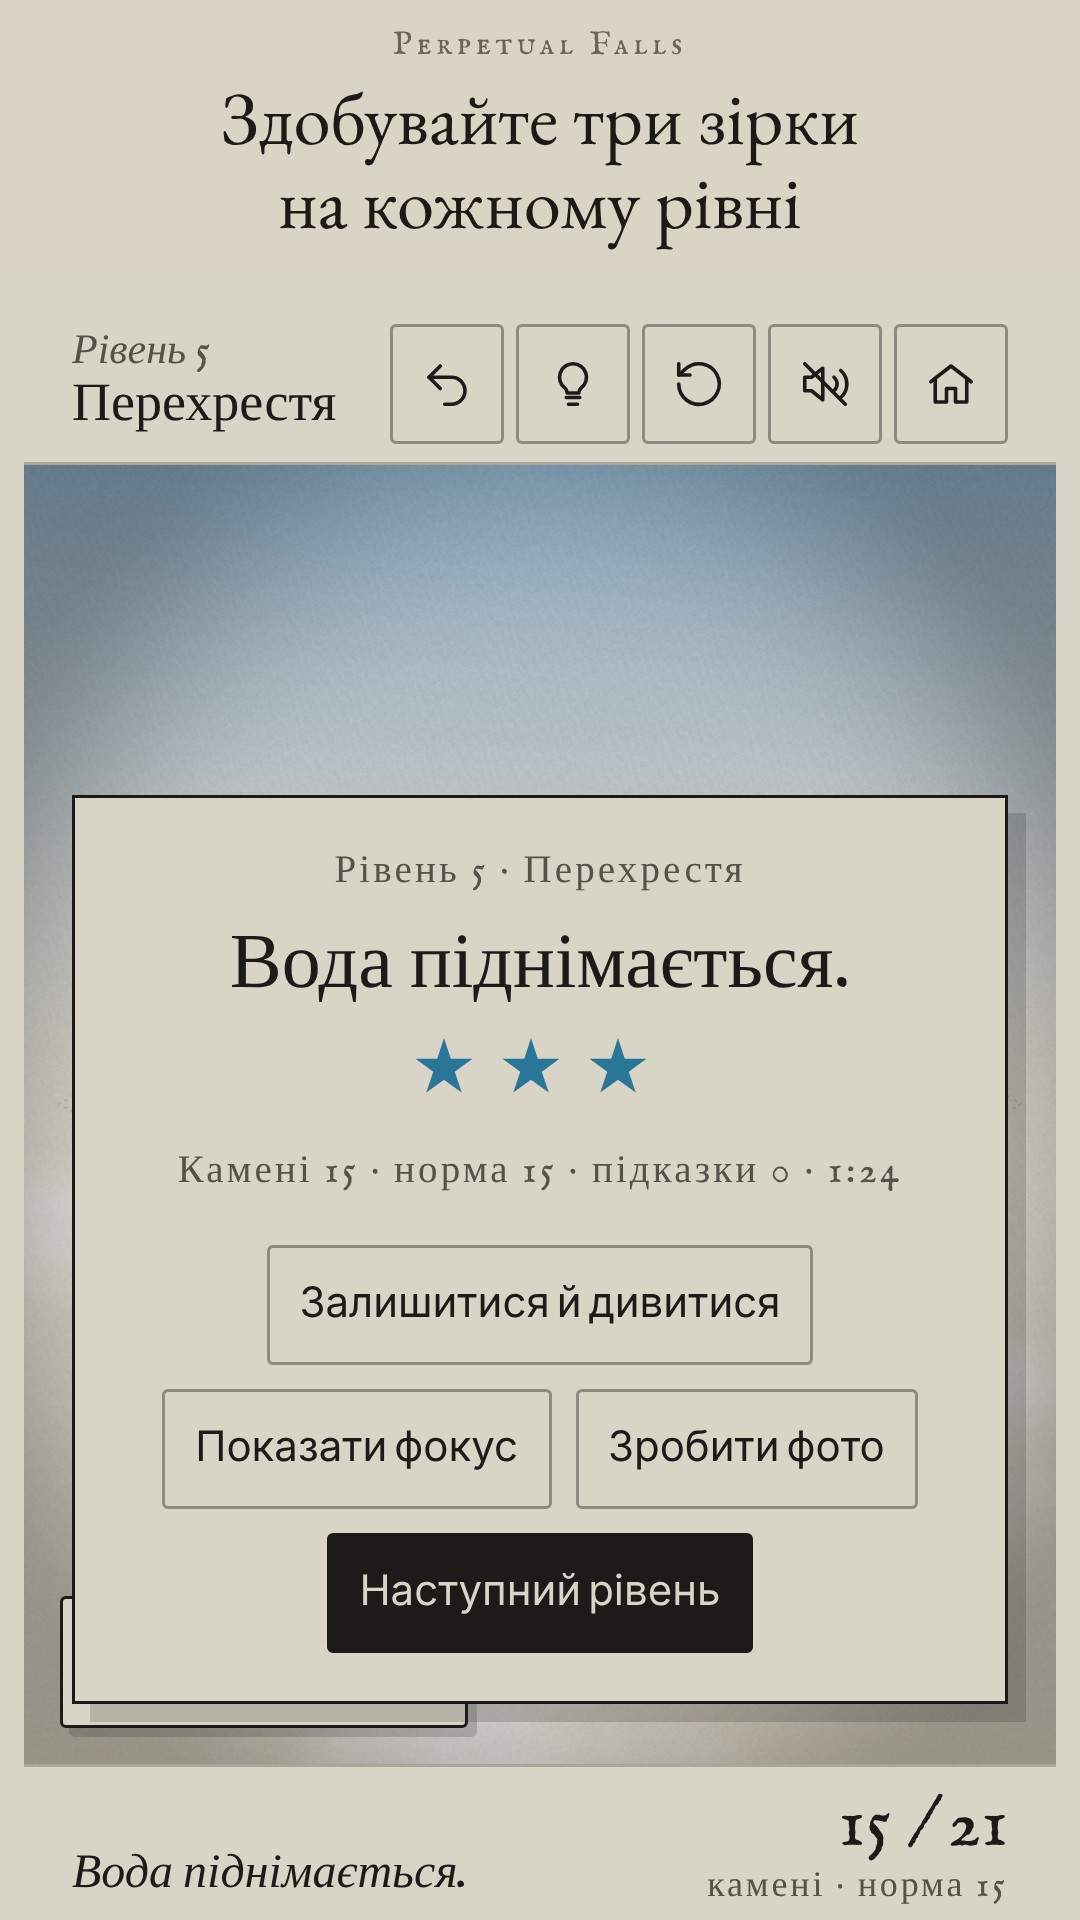 Perpetual Falls
Здобувайте три зірки
на кожному рівні
Рівень 5
Перехрестя
Рівень 5 · Перехрестя
Вода піднімається.
★ ★ ★
Камені 15 · норма 15 · підказки 0 · 1:24
Залишитися й дивитися
Показати фокус
Зробити фото
Наступний рівень
15 / 21
Вода піднімається.
камені · норма 15